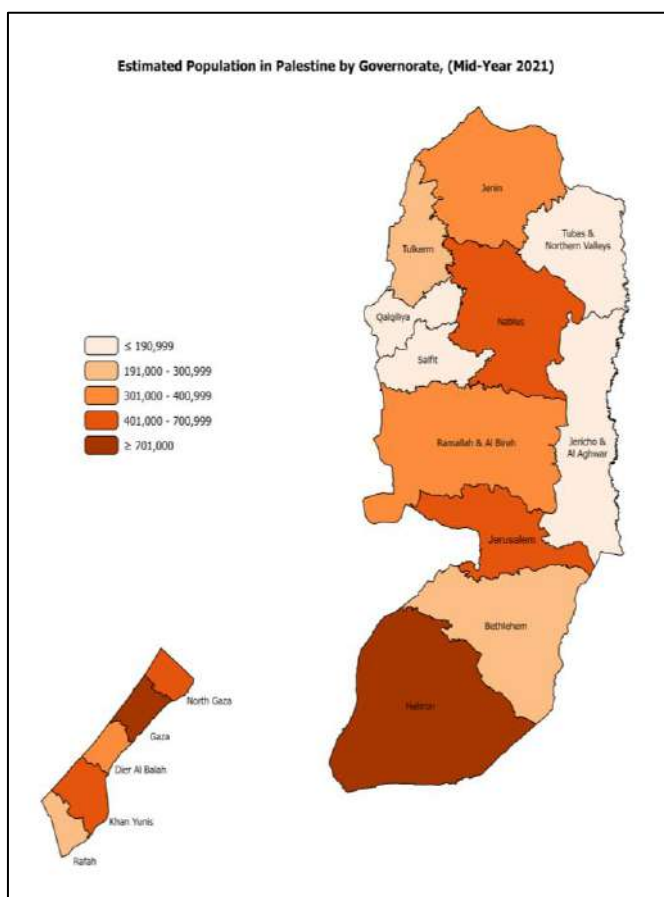 Estimated Population in Palestine by Governorate, (Mid-Year 2021)
Jenin
Tubas &
Northern Valleys
Tulkarm
Qalqiliya
Nablus
Salfit
≤ 190,999
191,000 - 300,999
301,000 - 400,999
401,000 - 700,999
≥ 701,000
Ramallah & Al Bireh
Jericho &
Al Aghwar
Jerusalem
Bethlehem
Hebron
North Gaza
Gaza
Dier Al Balah
Khan Yunis
Rafah